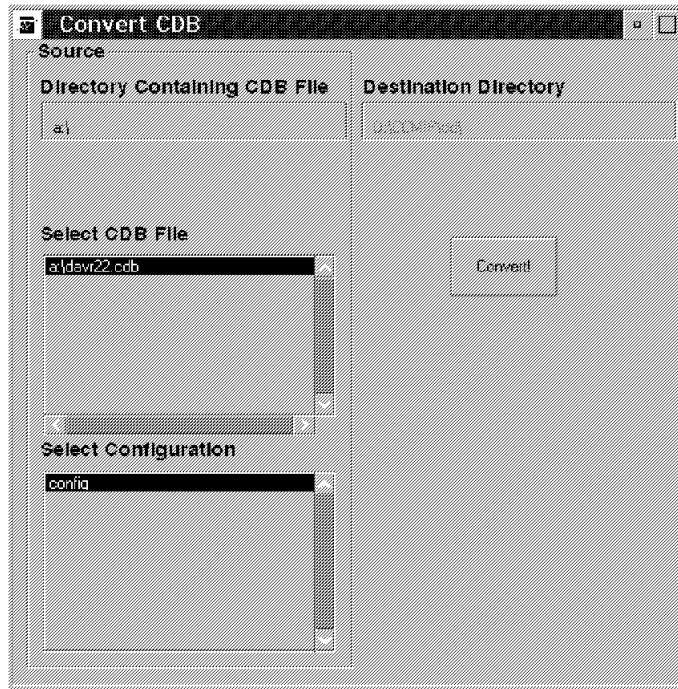 Convert CDB
Source
Directory Containing CDB File
Destination Directory
a:\
Select CDB File
a:\davr22.cdb
Convert!
Select Configuration
config